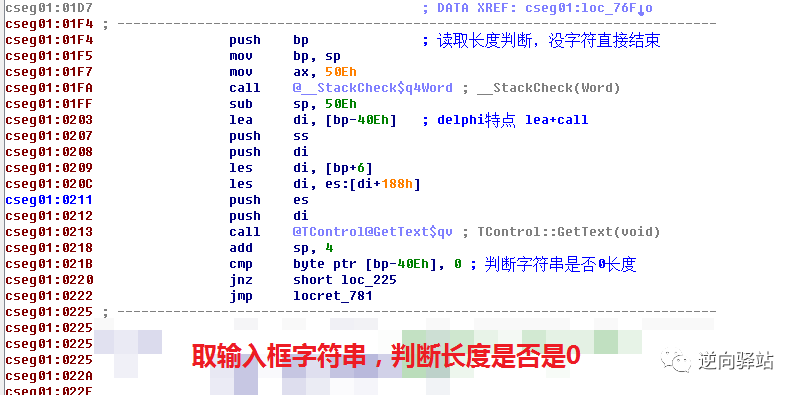 cseg01:01D7 ; DATA XREF: cseg01:loc_76F↓o
cseg01:01F4 ; ---------------------------------------------------------------------------
cseg01:01F4 push bp ; 读取长度判断，没字符直接结束
cseg01:01F5 mov bp, sp
cseg01:01F7 mov ax, 50Eh
cseg01:01FA call @__StackCheck$q4Word ; __StackCheck(Word)
cseg01:01FF sub sp, 50Eh
cseg01:0203 lea di, [bp-40Eh] ; delphi特点 lea+call
cseg01:0207 push ss
cseg01:0208 push di
cseg01:0209 les di, [bp+6]
cseg01:020C les di, es:[di+188h]
cseg01:0211 push es
cseg01:0212 push di
cseg01:0213 call @TControl@GetText$qv ; TControl::GetText(void)
cseg01:0218 add sp, 4
cseg01:021B cmp byte ptr [bp-40Eh], 0 ; 判断字符串是否0长度
cseg01:0220 jnz short loc_225
cseg01:0222 jmp locret_781
cseg01:0225 ; ---------------------------------------------------------------------------
cseg01:0225
cseg01:0225
cseg01:0225
cseg01:022A
cseg01:022F
取输入框字符串，判断长度是否是0
逆向驿站